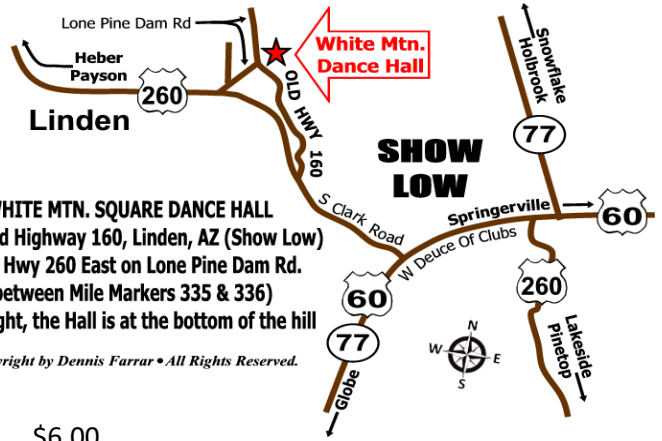 Lone Pine Dam Rd
Heber
Payson
260
Linden
White Mtn.
Dance Hall
OLD HWY 160
SHOW
LOW
Snowflake
Holbrook
77
S Clark Road
Springerville
60
W Deuce Of Clubs
260
Lakeside
Pinetop
60
77
Globe
N
W
E
S
WHITE MTN. SQUARE DANCE HALL
d Highway 160, Linden, AZ (Show Low)
Hwy 260 East on Lone Pine Dam Rd.
between Mile Markers 335 & 336)
ght, the Hall is at the bottom of the hill
yright by Dennis Farrar • All Rights Reserved.
$6.00